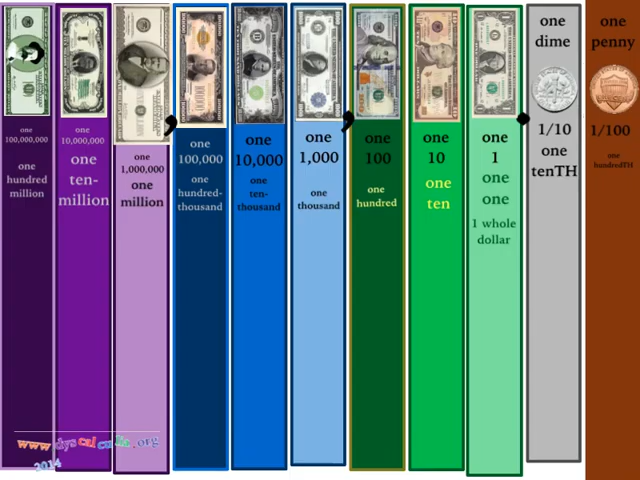 one
100,000,000
one
hundred
million
one
10,000,000
one
ten-
million
one
1,000,000
one
million
,
one
100,000
one
hundred-
thousand
one
10,000
one
ten-
thousand
one
1,000
one
thousand
,
one
100
one
hundred
one
10
one
ten
one
1
one
one
1 whole
dollar
.
one
dime
1/10
one
tenTH
one
penny
1/100
one
hundredTH
www.dyscalculia.org
2014